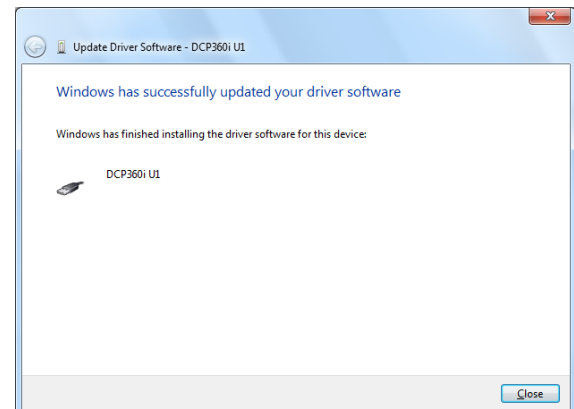 Update Driver Software - DCP360i U1
Windows has successfully updated your driver software
Windows has finished installing the driver software for this device:
DCP360i U1
Close